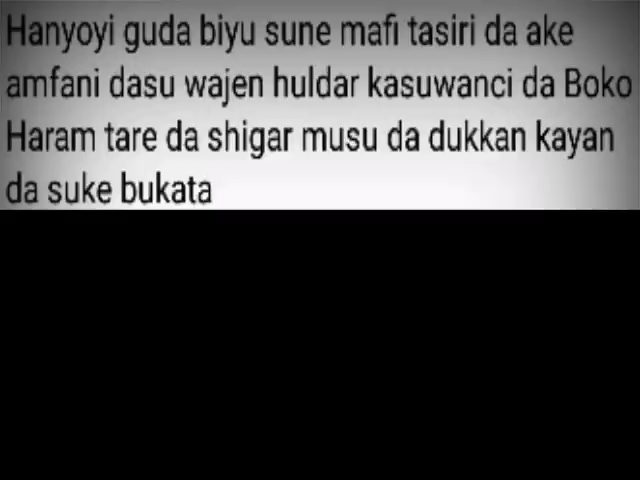 Hanyoyi guda biyu sune mafi tasiri da ake
amfani dasu wajen huldar kasuwanci da Boko
Haram tare da shigar musu da dukkan kayan
da suke bukata